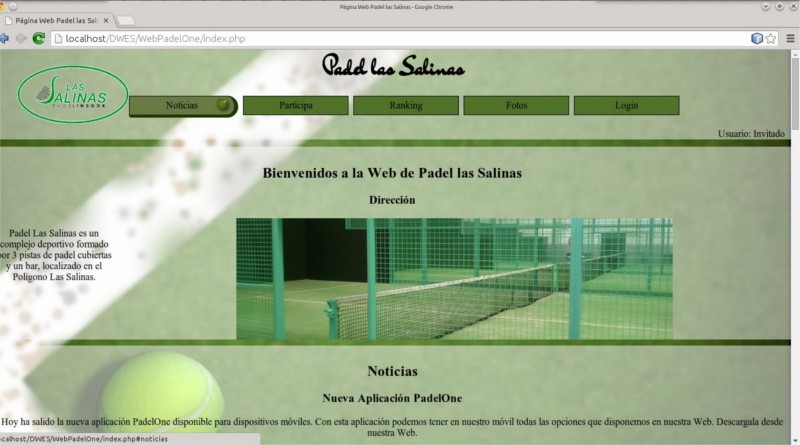 Página Web Padel las Salinas - Google Chrome
Página Web Padel las Sali
localhost/DWES/WebPadelOne/index.php
Padel las Salinas
LAS
SALINAS
PADEL INDOOR
Noticias
Participa
Ranking
Fotos
Login
Usuario: Invitado
Bienvenidos a la Web de Padel las Salinas
Dirección
Padel Las Salinas es un
complejo deportivo formado
por 3 pistas de padel cubiertas
y un bar, localizado en el
Poligono Las Salinas.
Noticias
Nueva Aplicación PadelOne
Hoy ha salido la nueva aplicación PadelOne disponible para dispositivos móviles. Con esta aplicación podemos tener en nuestro móvil todas las opciones que disponemos en nuestra Web. Descargala desde
nuestra Web.
localhost/DWES/WebPadelOne/index.php#noticias